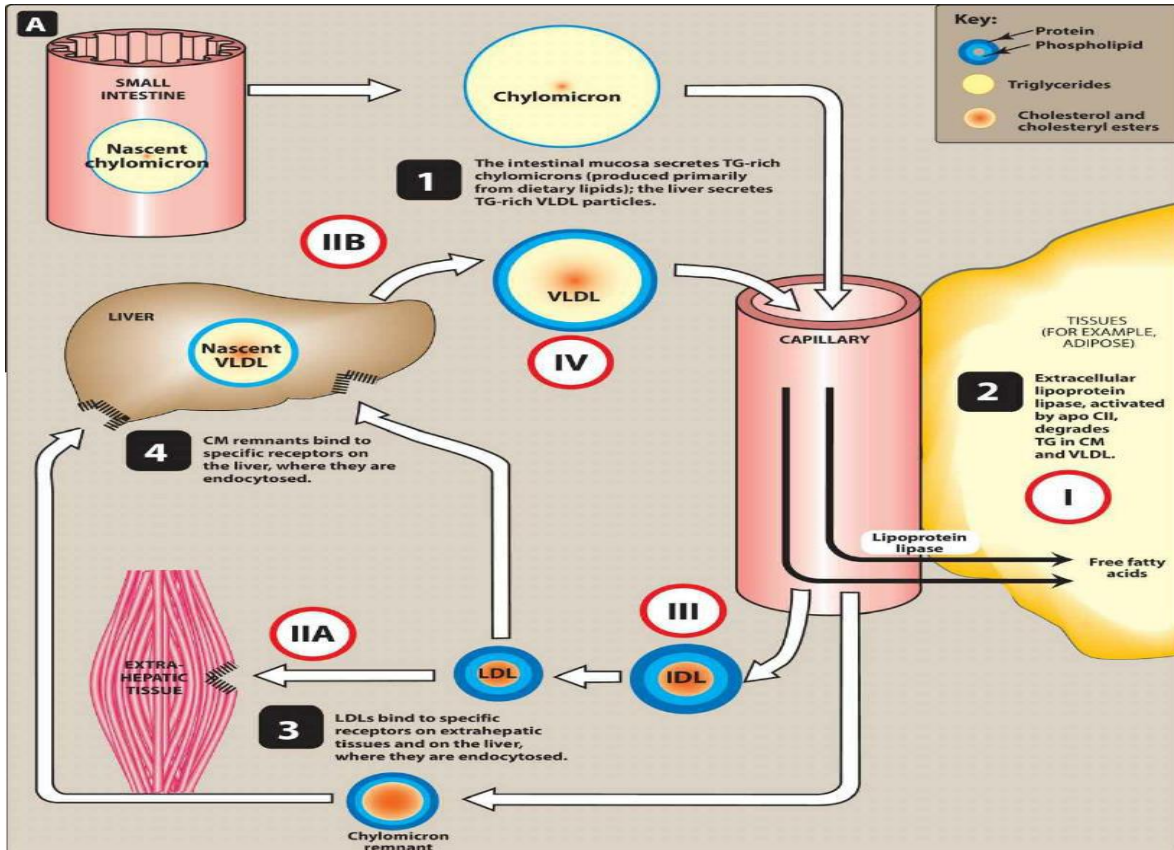 A
SMALL
INTESTINE
Nascent
chylomicron
Chylomicron
Key:
Protein
Phospholipid
Triglycerides
Cholesterol and
cholesteryl esters
1
The intestinal mucosa secretes TG-rich
chylomicrons (produced primarily
from dietary lipids); the liver secretes
TG-rich VLDL particles.
IIB
VLDL
IV
LIVER
Nascent
VLDL
CAPILLARY
TISSUES
(FOR EXAMPLE,
ADIPOSE)
2
Extracellular
lipoprotein
lipase, activated
by apo CII,
degrades
TG in CM
and VLDL.
I
4
CM remnants bind to
specific receptors on
the liver, where they are
endocytosed.
Lipoprotein
lipase
Free fatty
acids
III
IIA
LDL
IDL
EXTRA-
HEPATIC
TISSUE
3
LDLs bind to specific
receptors on extrahepatic
tissues and on the liver,
where they are endocytosed.
Chylomicron
remnant